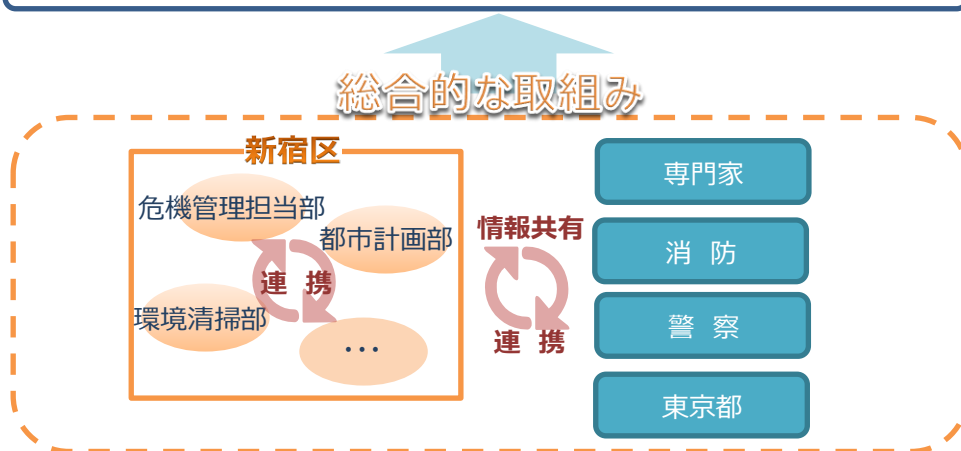 総合的な取組み
新宿区
危機管理担当部
都市計画部
連 携
環境清掃部
…
情報共有
連 携
専門家
消 防
警 察
東京都